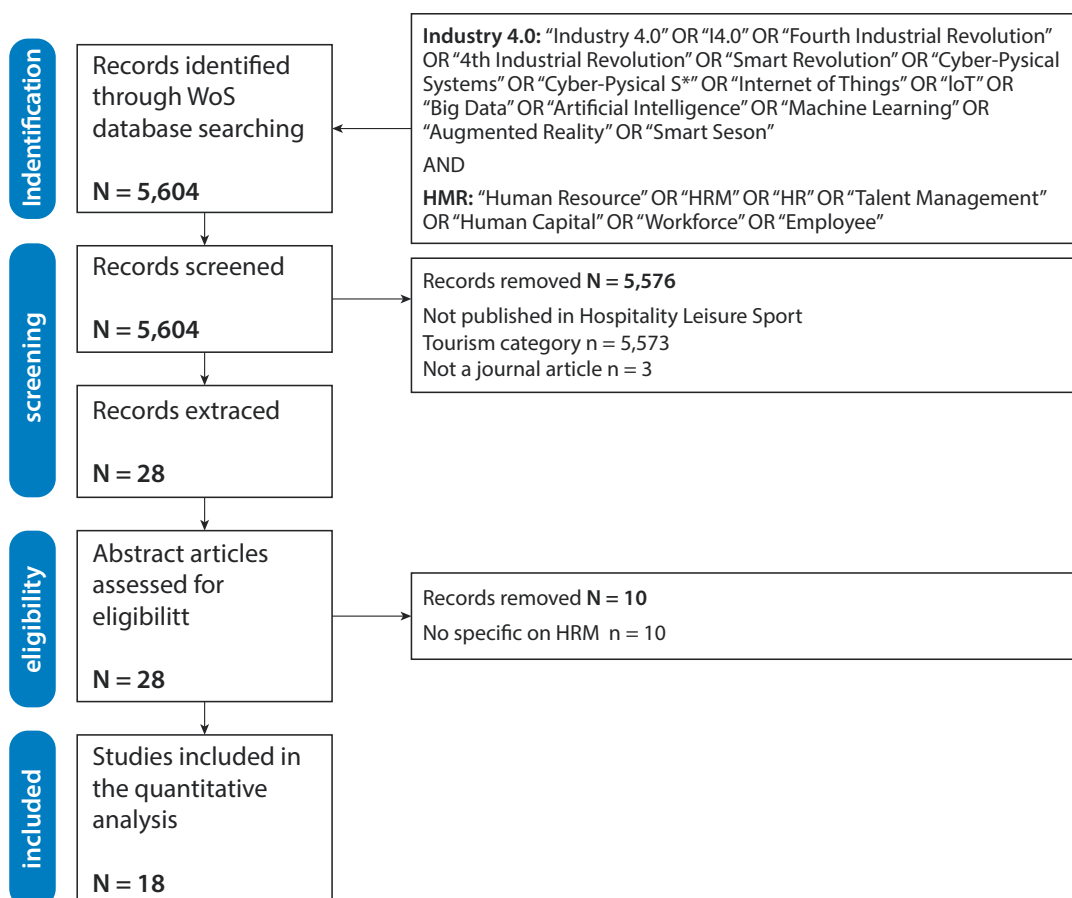 Indentification
Records identified
through WoS
database searching
N = 5,604
Industry 4.0: “Industry 4.0” OR “I4.0” OR “Fourth Industrial Revolution”
OR “4th Industrial Revolution” OR “Smart Revolution” OR “Cyber-Pysical
Systems” OR “Cyber-Pysical S*” OR “Internet of Things” OR “IoT” OR
“Big Data” OR “Artificial Intelligence” OR “Machine Learning” OR
“Augmented Reality” OR “Smart Seson”
AND
HMR: “Human Resource” OR “HRM” OR “HR” OR “Talent Management”
OR “Human Capital” OR “Workforce” OR “Employee”
screening
Records screened
N = 5,604
Records removed N = 5,576
Not published in Hospitality Leisure Sport
Tourism category n = 5,573
Not a journal article n = 3
Records extraced
N = 28
eligibility
Abstract articles
assessed for
eligibilitt
N = 28
Records removed N = 10
No specific on HRM n = 10
included
Studies included in
the quantitative
analysis
N = 18